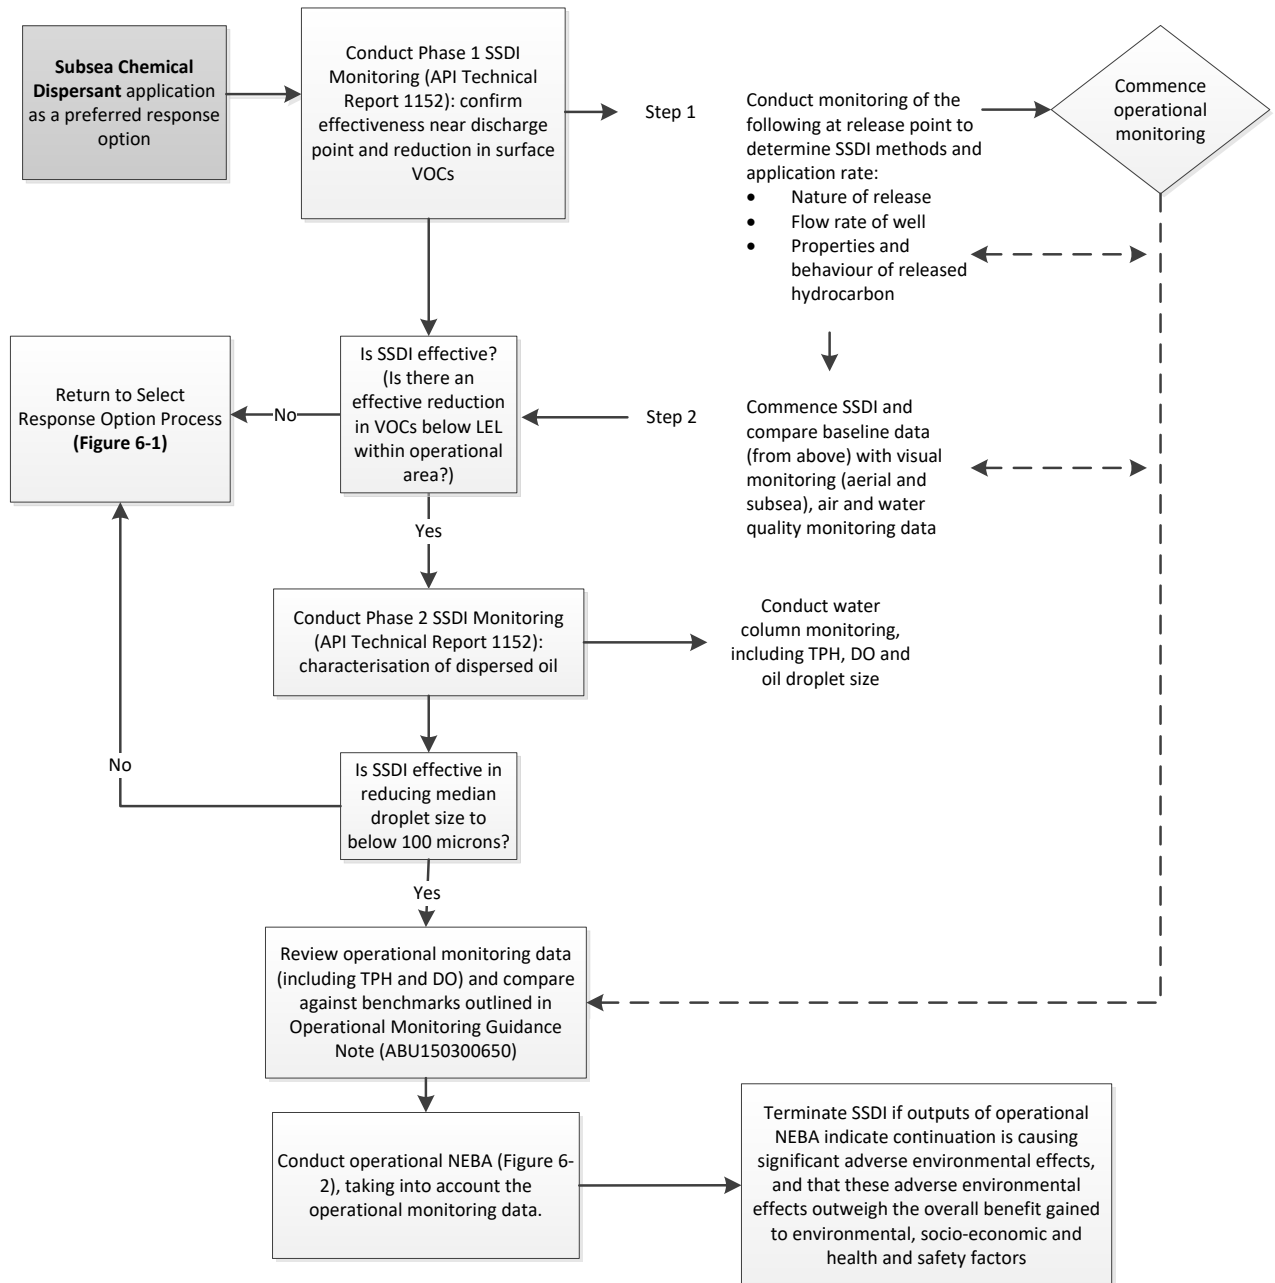 Subsea Chemical
Dispersant application
as a preferred response
option
Conduct Phase 1 SSDI
Monitoring (API Technical
Report 1152): confirm
effectiveness near discharge
point and reduction in surface
VOCs
Step 1
Conduct monitoring of the
following at release point to
determine SSDI methods and
application rate:
• Nature of release
• Flow rate of well
• Properties and
behaviour of released
hydrocarbon
Commence
operational
monitoring
Return to Select
Response Option Process
(Figure 6-1)
No
Is SSDI effective?
(Is there an
effective reduction
in VOCs below LEL
within operational
area?)
Step 2
Commence SSDI and
compare baseline data
(from above) with visual
monitoring (aerial and
subsea), air and water
quality monitoring data
Yes
Conduct Phase 2 SSDI Monitoring
(API Technical Report 1152):
characterisation of dispersed oil
Conduct water
column monitoring,
including TPH, DO and
oil droplet size
No
Is SSDI effective in
reducing median
droplet size to
below 100 microns?
Yes
Review operational monitoring data
(including TPH and DO) and compare
against benchmarks outlined in
Operational Monitoring Guidance
Note (ABU150300650)
Conduct operational NEBA (Figure 6-
2), taking into account the
operational monitoring data.
Terminate SSDI if outputs of operational
NEBA indicate continuation is causing
significant adverse environmental effects,
and that these adverse environmental
effects outweigh the overall benefit gained
to environmental, socio-economic and
health and safety factors